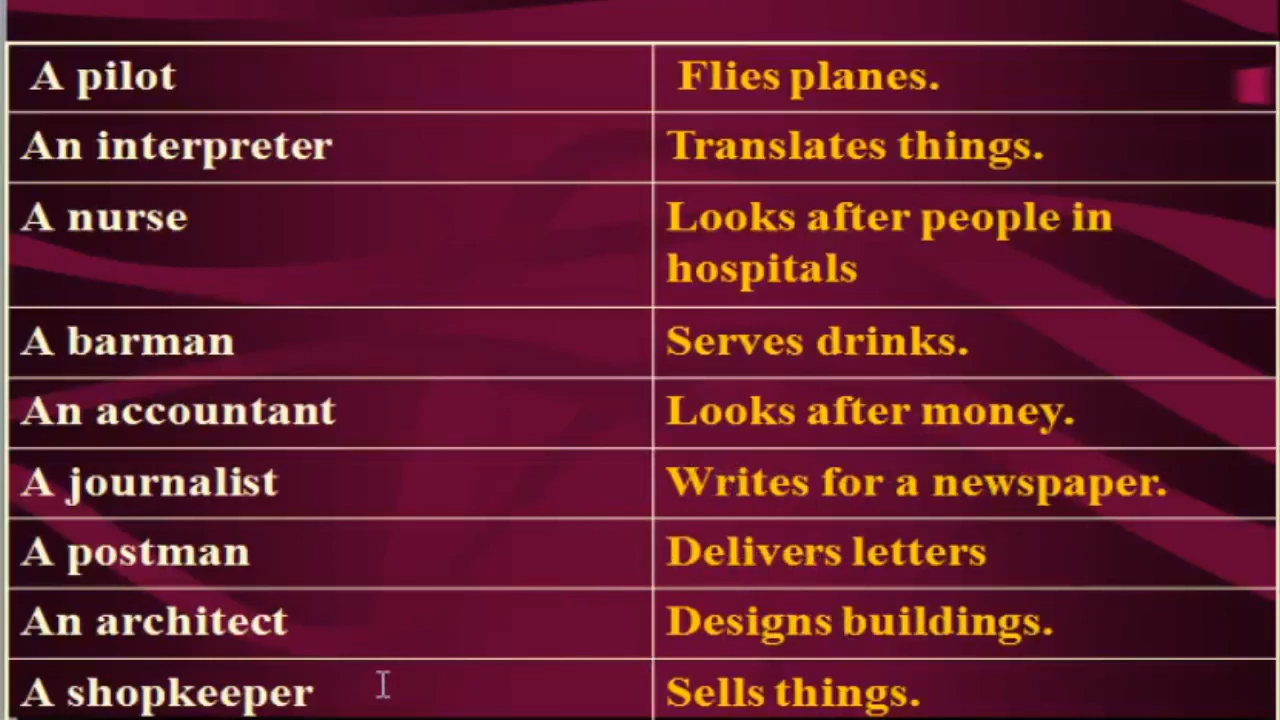 A pilot
Flies planes.
An interpreter
Translates things.
A nurse
Looks after people in
hospitals
A barman
Serves drinks.
An accountant
Looks after money.
A journalist
Writes for a newspaper.
A postman
Delivers letters
An architect
Designs buildings.
A shopkeeper
Sells things.